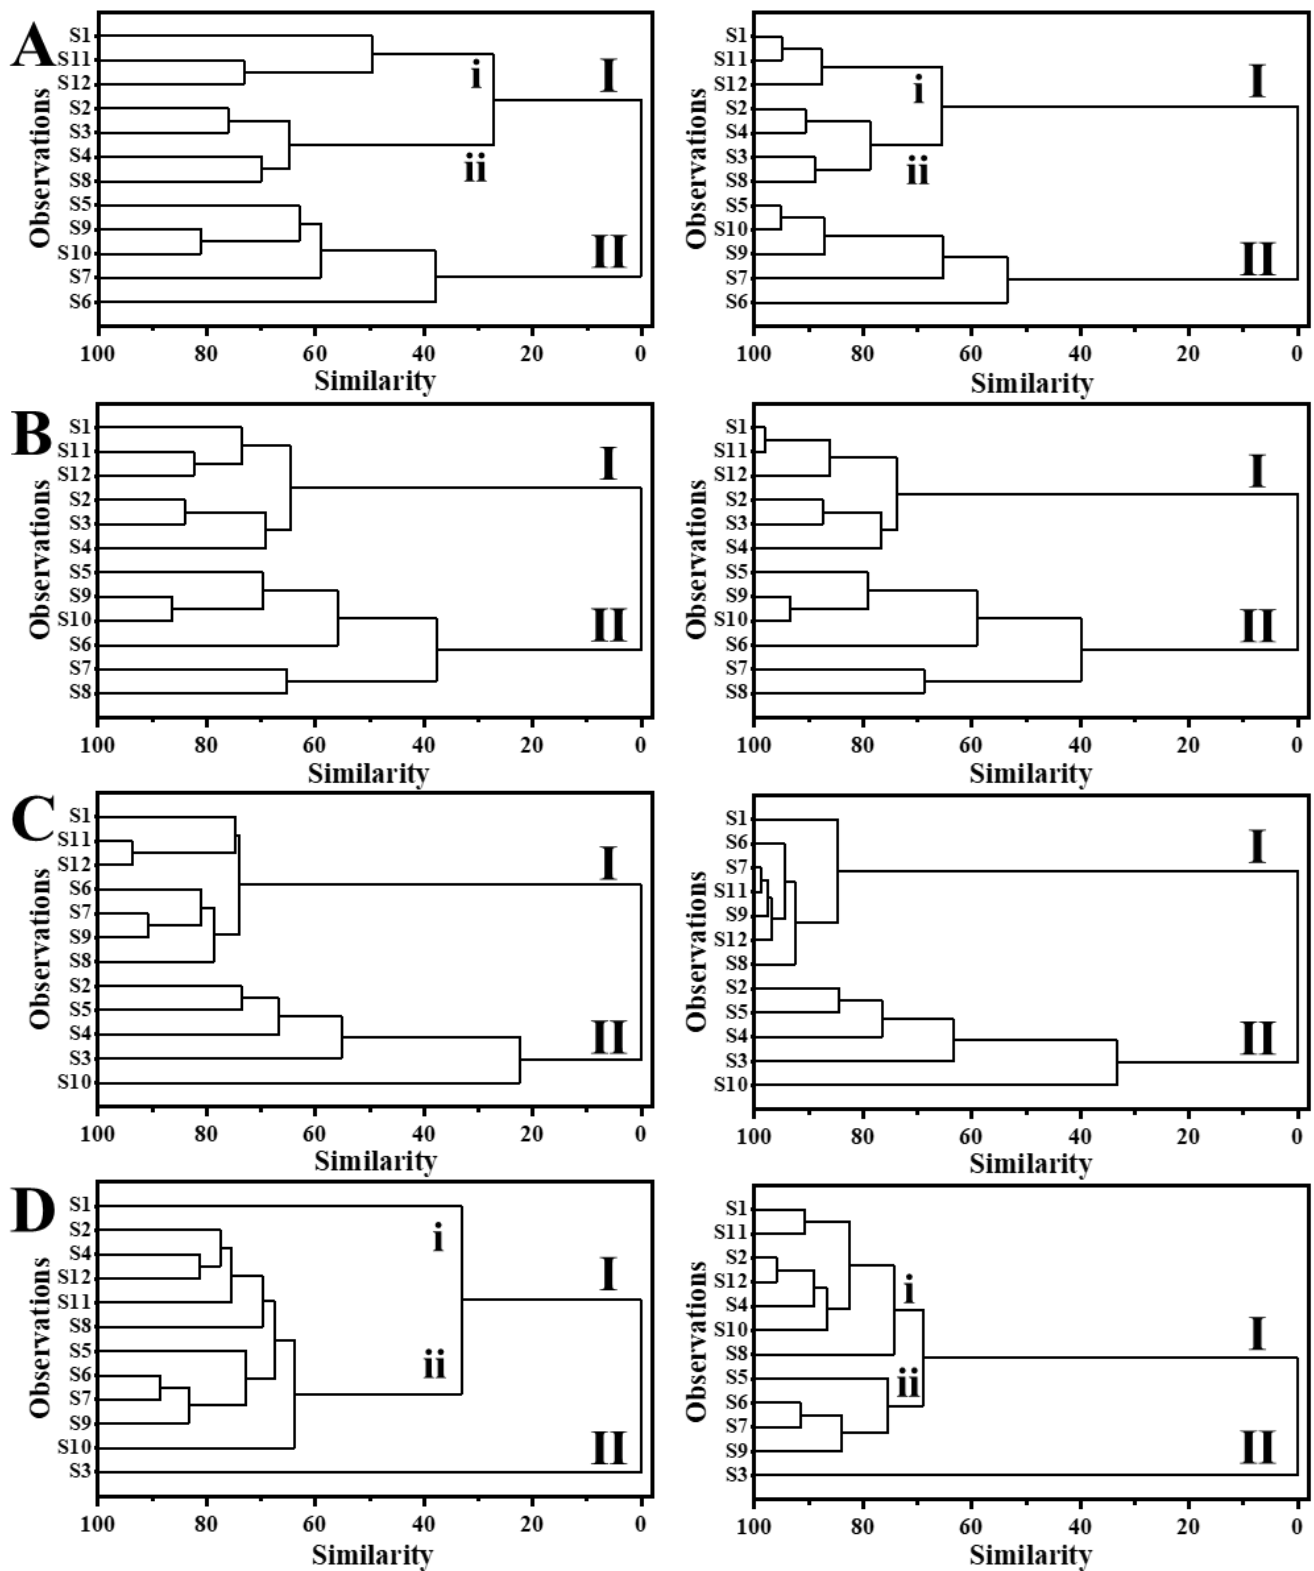 A
Observations
S1
S11
S12
S2
S3
S4
S8
S5
S9
S10
S7
S6
i
ii
I
II
100 80 60 40 20 0
Similarity
Observations
S1
S11
S12
S2
S4
S3
S8
S5
S10
S9
S7
S6
i
ii
I
II
100 80 60 40 20 0
Similarity
B
Observations
S1
S11
S12
S2
S3
S4
S5
S9
S10
S6
S7
S8
I
II
100 80 60 40 20 0
Similarity
Observations
S1
S11
S12
S2
S3
S4
S5
S9
S10
S6
S7
S8
I
II
100 80 60 40 20 0
Similarity
C
Observations
S1
S11
S12
S6
S7
S9
S8
S2
S5
S4
S3
S10
I
II
100 80 60 40 20 0
Similarity
Observations
S1
S6
S7
S11
S9
S12
S8
S2
S5
S4
S3
S10
I
II
100 80 60 40 20 0
Similarity
D
Observations
S1
S2
S4
S12
S11
S8
S5
S6
S7
S9
S10
S3
i
ii
I
II
100 80 60 40 20 0
Similarity
Observations
S1
S11
S2
S12
S4
S10
S8
S5
S6
S7
S9
S3
i
ii
I
II
100 80 60 40 20 0
Similarity